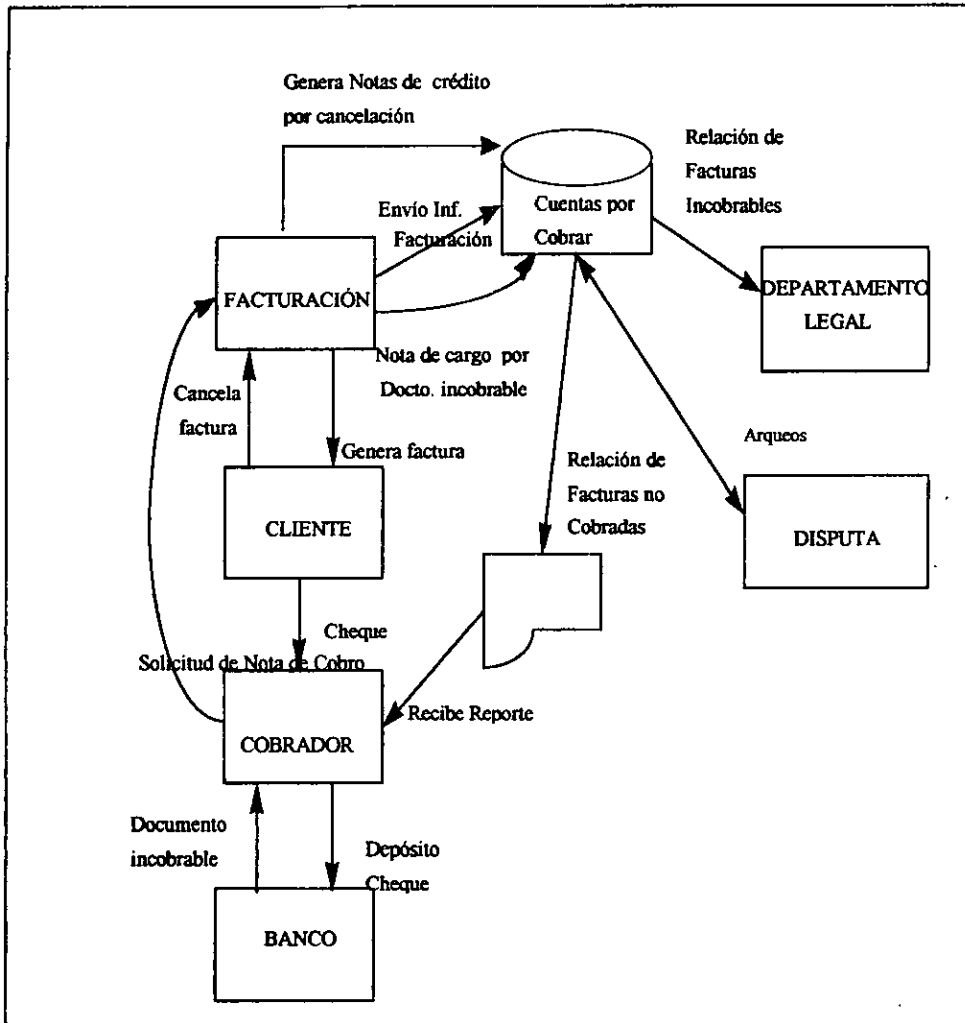 Genera Notas de crédito
por cancelación
Relación de
Facturas
Incobrables
Envío Inf.
Facturación
Cuentas por
Cobrar
FACTURACIÓN
DEPARTAMENTO
LEGAL
Nota de cargo por
Docto. incobrable
Cancela
factura
Genera factura
Arqueos
Relación de
Facturas no
Cobradas
CLIENTE
DISPUTA
Cheque
Solicitud de Nota de Cobro
Recibe Reporte
COBRADOR
Documento
incobrable
Depósito
Cheque
BANCO